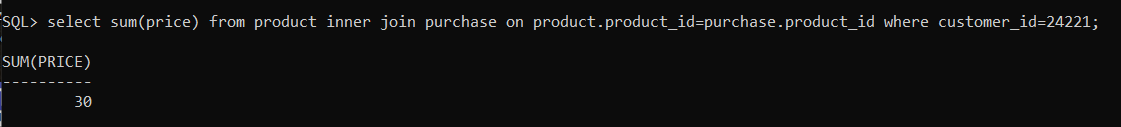 SQL> select sum(price) from product inner join purchase on product.product_id=purchase.product_id where customer_id=24221;
SUM(PRICE)
----------
30